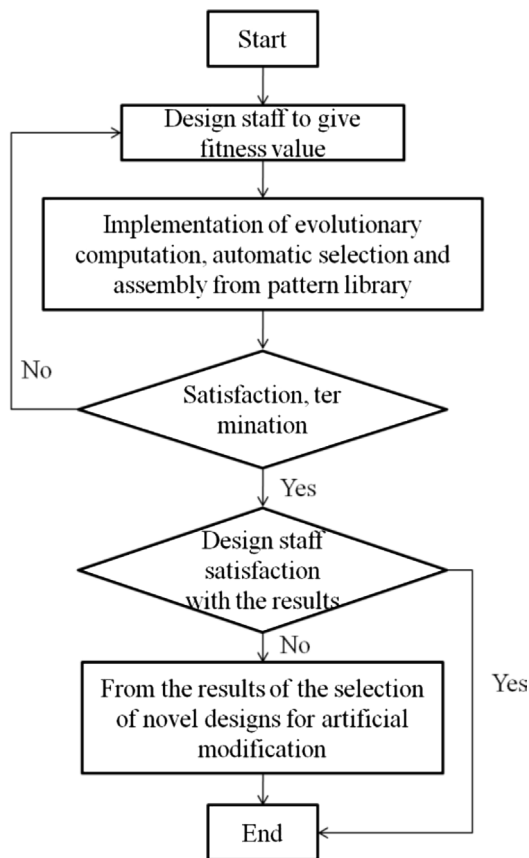 Start
Design staff to give
fitness value
Implementation of evolutionary
computation, automatic selection and
assembly from pattern library
No
Satisfaction, ter
mination
Yes
Design staff
satisfaction
with the results
No
Yes
From the results of the selection
of novel designs for artificial
modification
End